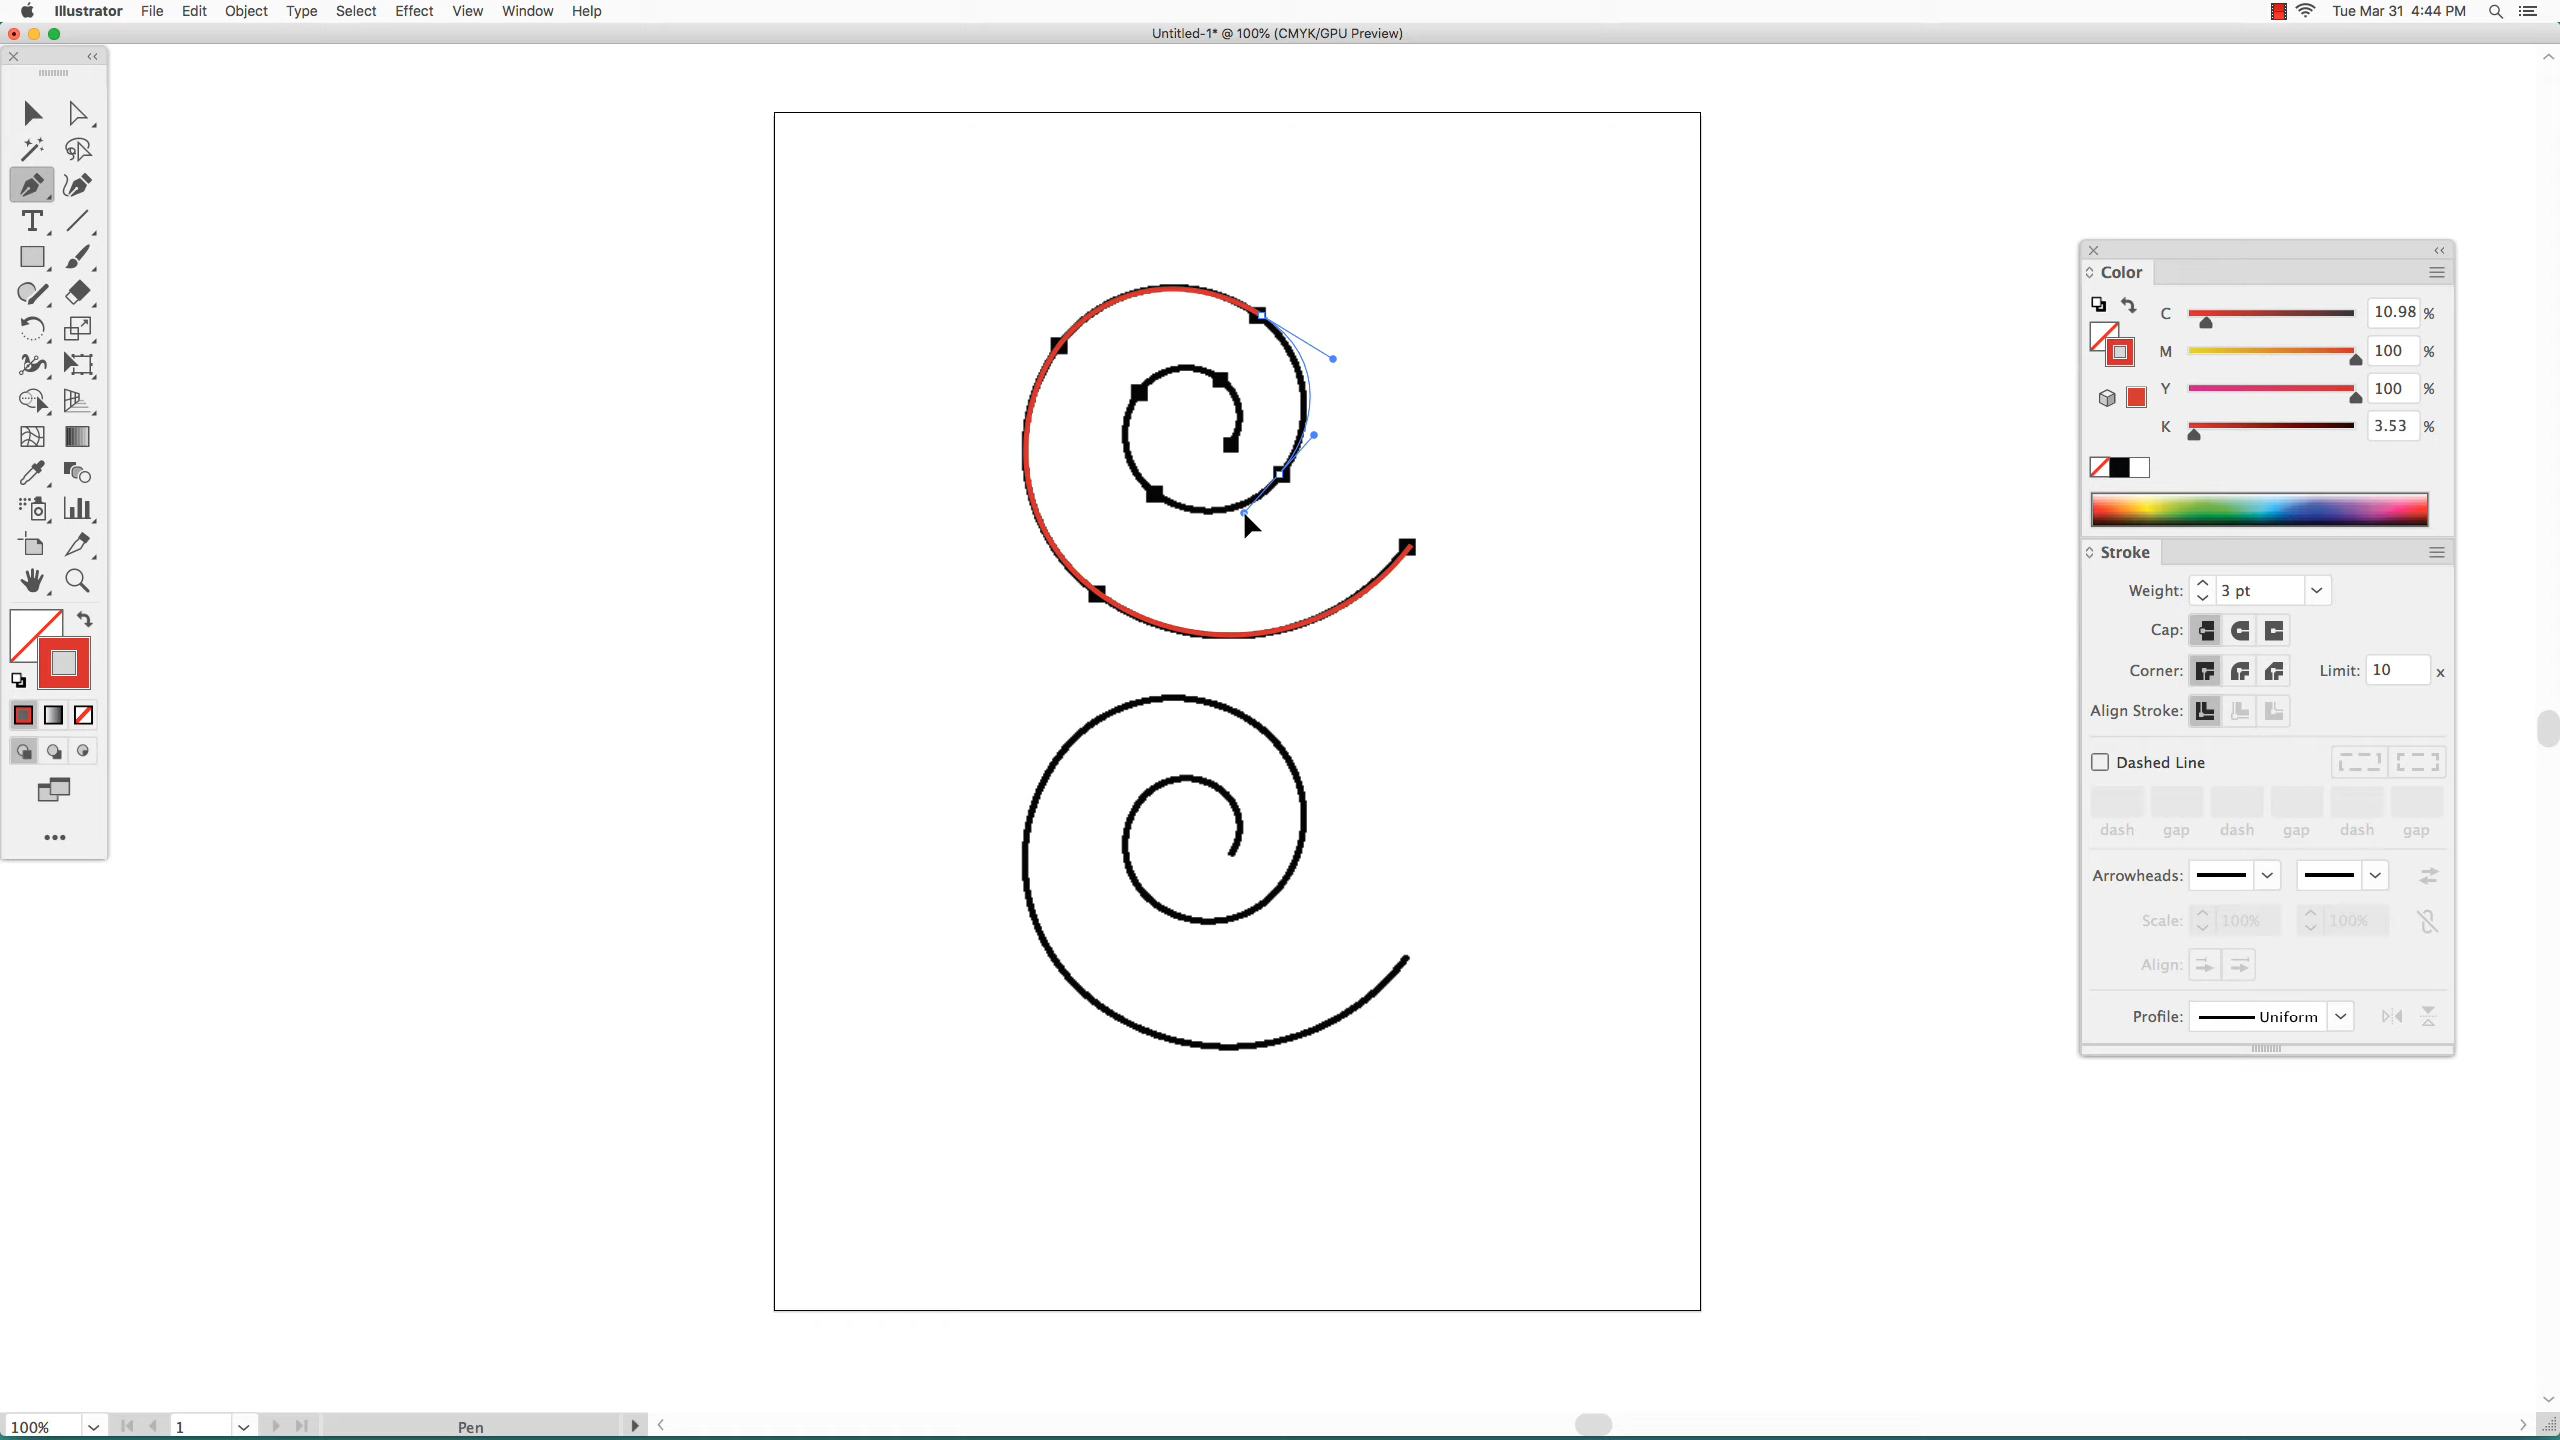 Illustrator File Edit Object Type Select Effect View Window Help Tue Mar 31 4:44 PM
Untitled-1* @ 100% (CMYK/GPU Preview)
Color
C 10.98 %
M 100 %
Y 100 %
K 3.53 %
Stroke
Weight: 3 pt
Cap:
Corner: Limit: 10 x
Align Stroke:
Dashed Line
dash gap dash gap dash gap
Arrowheads:
Scale: 100% 100%
Align:
Profile: Uniform
100% 1 Pen